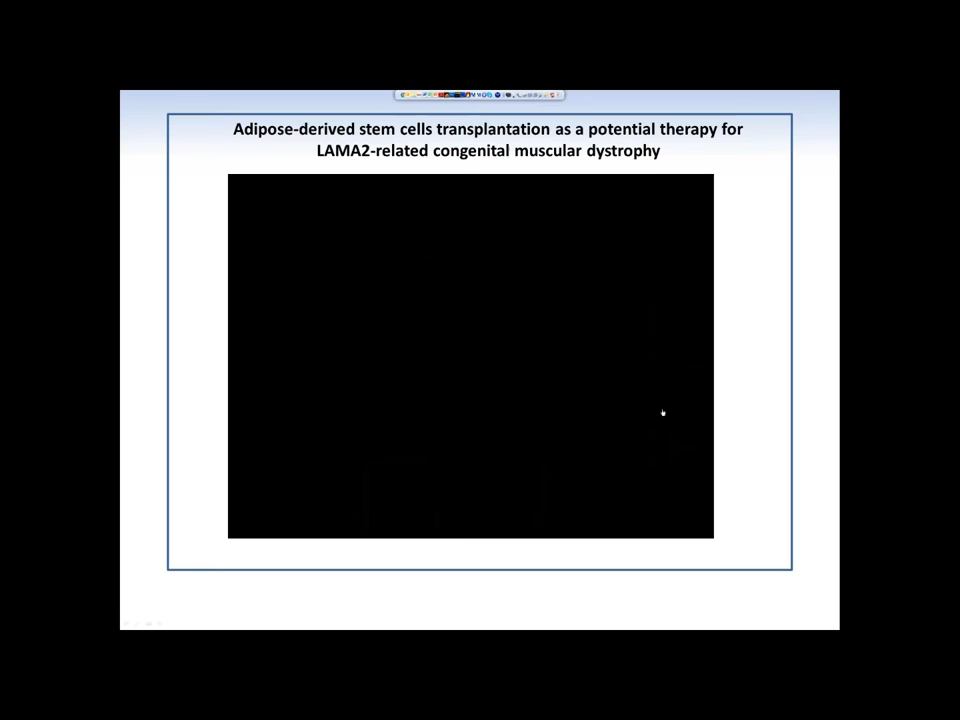 Adipose-derived stem cells transplantation as a potential therapy for
LAMA2-related congenital muscular dystrophy